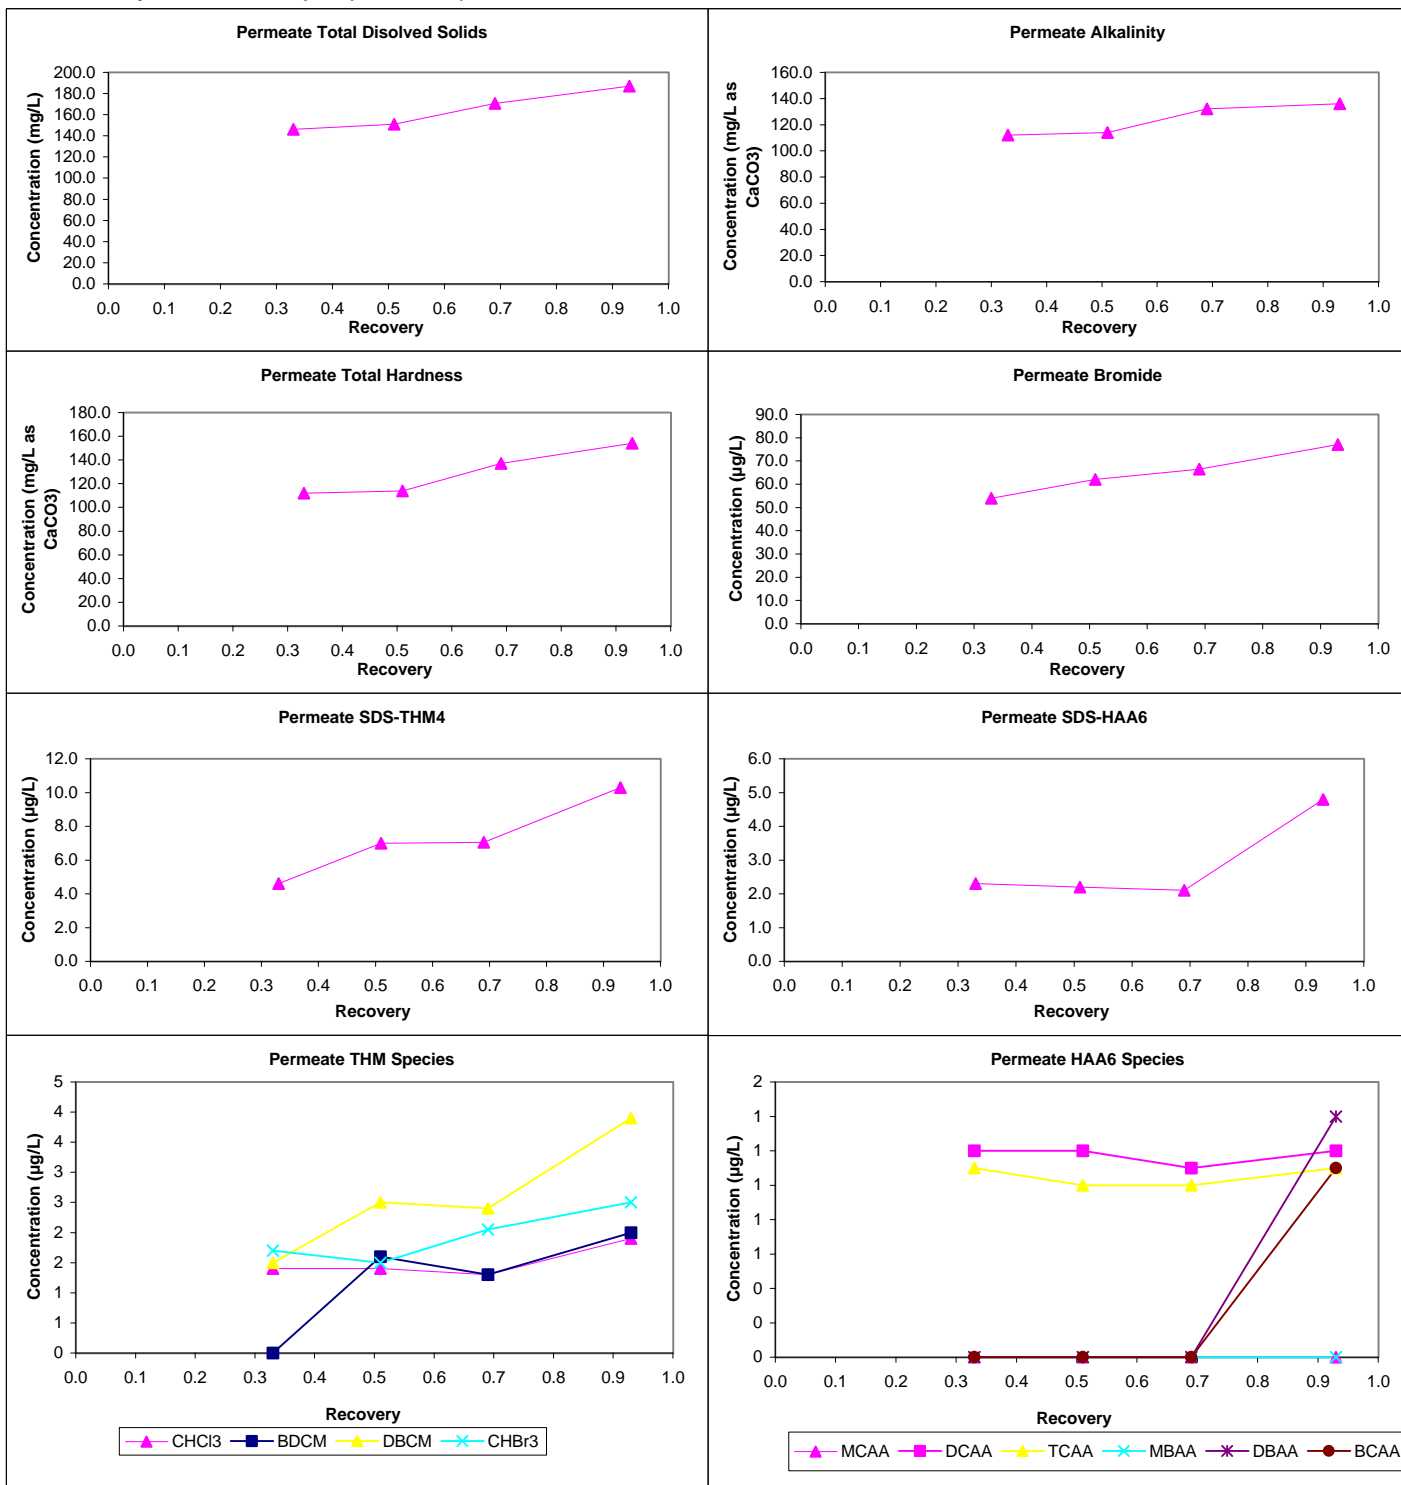 Permeate Total Disolved Solids
Concentration (mg/L)
200.0
180.0
160.0
140.0
120.0
100.0
80.0
60.0
40.0
20.0
0.0
0.0 0.1 0.2 0.3 0.4 0.5 0.6 0.7 0.8 0.9 1.0
Recovery
Permeate Alkalinity
Concentration (mg/L as
CaCO3)
160.0
140.0
120.0
100.0
80.0
60.0
40.0
20.0
0.0
0.0 0.1 0.2 0.3 0.4 0.5 0.6 0.7 0.8 0.9 1.0
Recovery
Permeate Total Hardness
Concentration (mg/L as
CaCO3)
180.0
160.0
140.0
120.0
100.0
80.0
60.0
40.0
20.0
0.0
0.0 0.1 0.2 0.3 0.4 0.5 0.6 0.7 0.8 0.9 1.0
Recovery
Permeate Bromide
Concentration (µg/L)
90.0
80.0
70.0
60.0
50.0
40.0
30.0
20.0
10.0
0.0
0.0 0.1 0.2 0.3 0.4 0.5 0.6 0.7 0.8 0.9 1.0
Recovery
Permeate SDS-THM4
Concentration (µg/L)
12.0
10.0
8.0
6.0
4.0
2.0
0.0
0.0 0.1 0.2 0.3 0.4 0.5 0.6 0.7 0.8 0.9 1.0
Recovery
Permeate SDS-HAA6
Concentration (µg/L)
6.0
5.0
4.0
3.0
2.0
1.0
0.0
0.0 0.1 0.2 0.3 0.4 0.5 0.6 0.7 0.8 0.9 1.0
Recovery
Permeate THM Species
Concentration (µg/L)
5
4
4
3
3
2
2
1
1
0
0.0 0.1 0.2 0.3 0.4 0.5 0.6 0.7 0.8 0.9 1.0
Recovery
CHCl3 BDCM DBCM CHBr3
Permeate HAA6 Species
Concentration (µg/L)
2
1
1
1
1
1
0
0
0
0.0 0.1 0.2 0.3 0.4 0.5 0.6 0.7 0.8 0.9 1.0
Recovery
MCAA DCAA TCAA MBAA DBAA BCAA